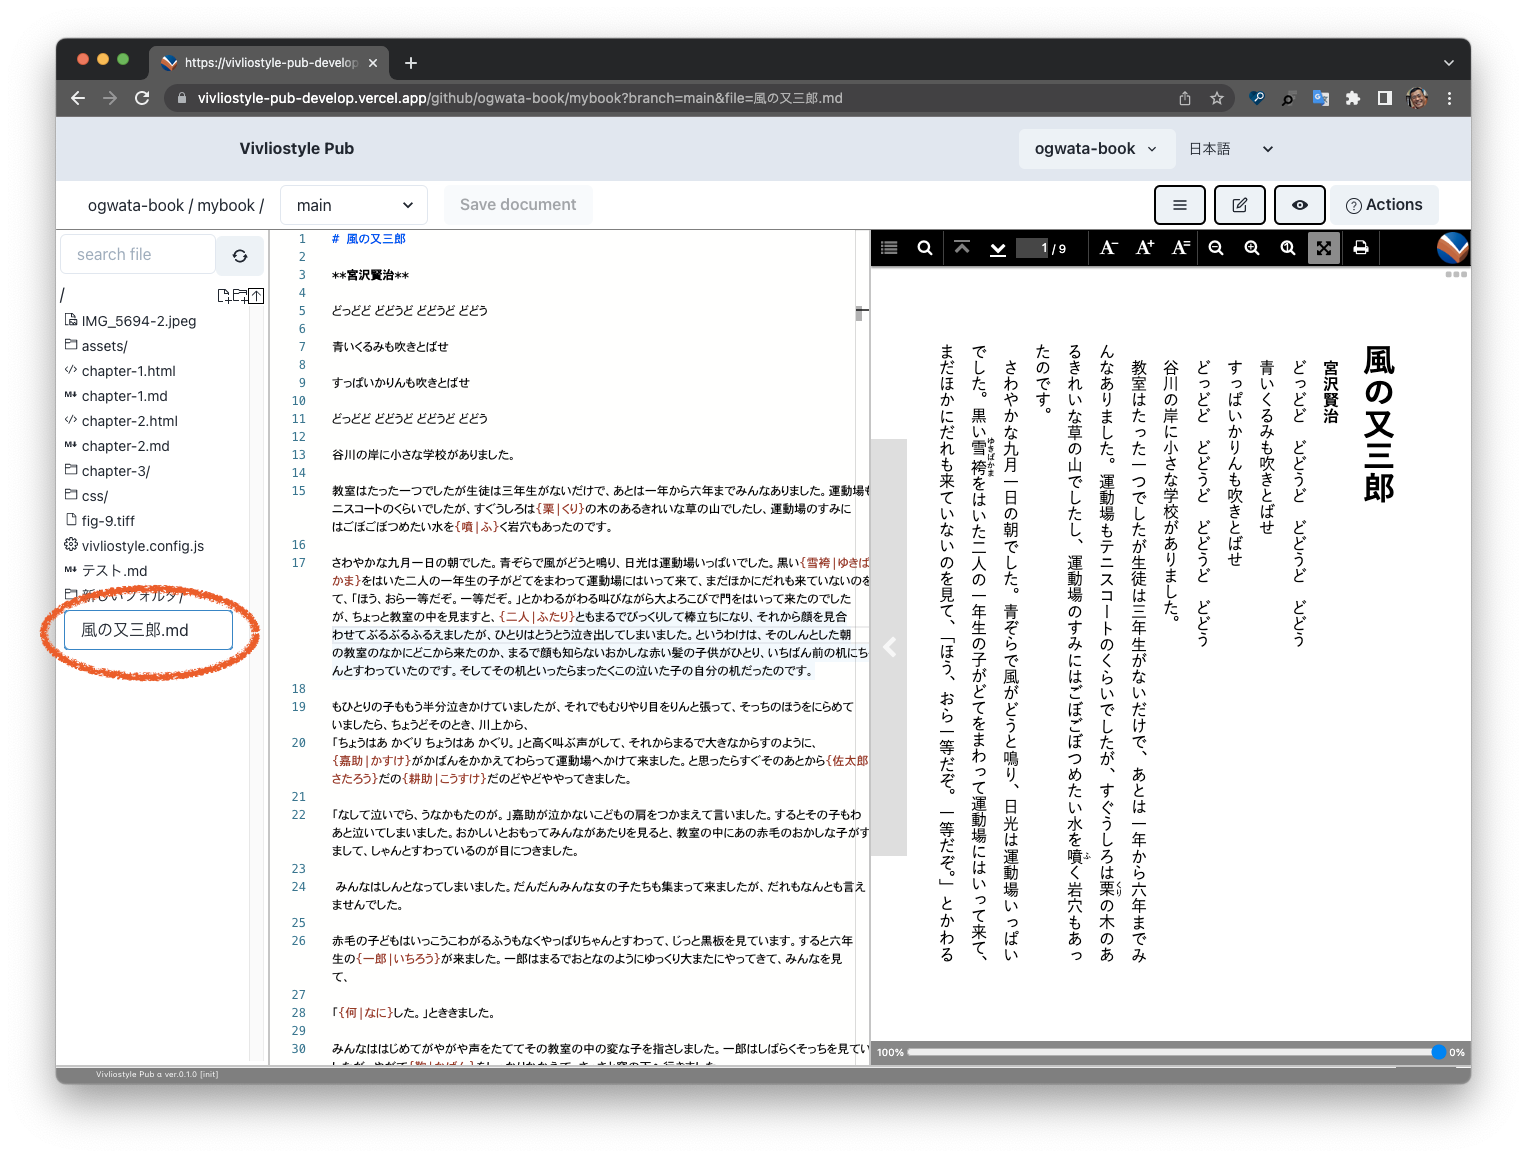 https://vivliostyle-pub-develop
vivliostyle-pub-develop.vercel.app/github/ogwata-book/mybook?branch=main&file=風の又三郎.md
Vivliostyle Pub
ogwata-book
日本語
ogwata-book / mybook /
main
Save document
Actions
search file
/
IMG_5694-2.jpeg
assets/
chapter-1.html
chapter-1.md
chapter-2.html
chapter-2.md
chapter-3/
css/
fig-9.tiff
vivliostyle.config.js
テスト.md
新しいフォルダ/
風の又三郎.md
1 # 風の又三郎
2
3 **宮沢賢治**
4
5 どっどど どどうど どどうど どどう
6
7 青いくるみも吹きとばせ
8
9 すっぱいかりんも吹きとばせ
10
11 どっどど どどうど どどうど どどう
12
13 谷川の岸に小さな学校がありました。
14
15 教室はたった一つでしたが生徒は三年生がないだけで、あとは一年から六年までみんなありました。運動場も
ニスコートのくらいでしたが、すぐうしろは{栗|くり}の木のあるきれいな草の山でしたし、運動場のすみに
はごぼごぼつめたい水を{噴|ふ}く岩穴もあったのです。
16
17 さわやかな九月一日の朝でした。青ぞらで風がどうと鳴り、日光は運動場いっぱいでした。黒い{雪袴|ゆきば
かま}をはいた二人の一年生の子がどてをまわって運動場にはいって来て、まだほかにだれも来ていないのを
て、「ほう、おら一等だぞ。一等だぞ。」とかわるがわる叫びながら大よろこびで門をはいって来たのでした
が、ちょっと教室の中を見ますと、{二人|ふたり}ともまるでびっくりして棒立ちになり、それから顔を見合
わせてぶるぶるふるえましたが、ひとりはとうとう泣き出してしまいました。というわけは、そのしんとした朝
の教室のなかにどこから来たのか、まるで顔も知らないおかしな赤い髪の子供がひとり、いちばん前の机にち
んとすわっていたのです。そしてその机といったらまったくこの泣いた子の自分の机だったのです。
18
19 もひとりの子ももう半分泣きかけていましたが、それでもむりやり目をりんと張って、そっちのほうをにらめて
いましたら、ちょうどそのとき、川上から、
20 「ちょうはあ かぐり ちょうはあ かぐり。」と高く叫ぶ声がして、それからまるで大きなからすのように、
{嘉助|かすけ}がかばんをかかえてわらって運動場へかけて来ました。と思ったらすぐそのあとから{佐太郎
さたろう}だの{耕助|こうすけ}だのどやどややってきました。
21
22 「なして泣いでら、うなかもたのが。」嘉助が泣かないこどもの肩をつかまえて言いました。するとその子もわ
あと泣いてしまいました。おかしいとおもってみんながあたりを見ると、教室の中にあの赤毛のおかしな子がす
まして、しゃんとすわっているのが目につきました。
23
24 みんなはしんとなってしまいました。だんだんみんな女の子たちも集まって来ましたが、だれもなんとも言え
ませんでした。
25
26 赤毛の子どもはいっこうこわがるふうもなくやっぱりちゃんとすわって、じっと黒板を見ています。すると六年
生の{一郎|いちろう}が来ました。一郎はまるでおとなのようにゆっくり大またにやってきて、みんなを見
て、
27
28 「{何|なに}した。」とききました。
29
30 みんなははじめてがやがや声をたててその教室の中の変な子を指さしました。一郎はしばらくそっちを見てい
1 / 9
風の又三郎
宮沢賢治
どっどど どどうど どどうど どどう
青いくるみも吹きとばせ
すっぱいかりんも吹きとばせ
どっどど どどうど どどうど どどう
谷川の岸に小さな学校がありました。
教室はたった一つでしたが生徒は三年生がないだけで、あとは一年から六年までみ
んなありました。運動場もテニスコートのくらいでしたが、すぐうしろは栗くりの木のあ
るきれいな草の山でしたし、運動場のすみにはごぼごぼつめたい水を噴ふく岩穴もあっ
たのです。
さわやかな九月一日の朝でした。青ぞらで風がどうと鳴り、日光は運動場いっぱい
でした。黒い雪袴ゆきばかまをはいた二人の一年生の子がどてをまわって運動場にはいって来て、
まだほかにだれも来ていないのを見て、「ほう、おら一等だぞ。一等だぞ。」とかわる
100%
0%
Vivliostyle Pub α ver.0.1.0 [init]